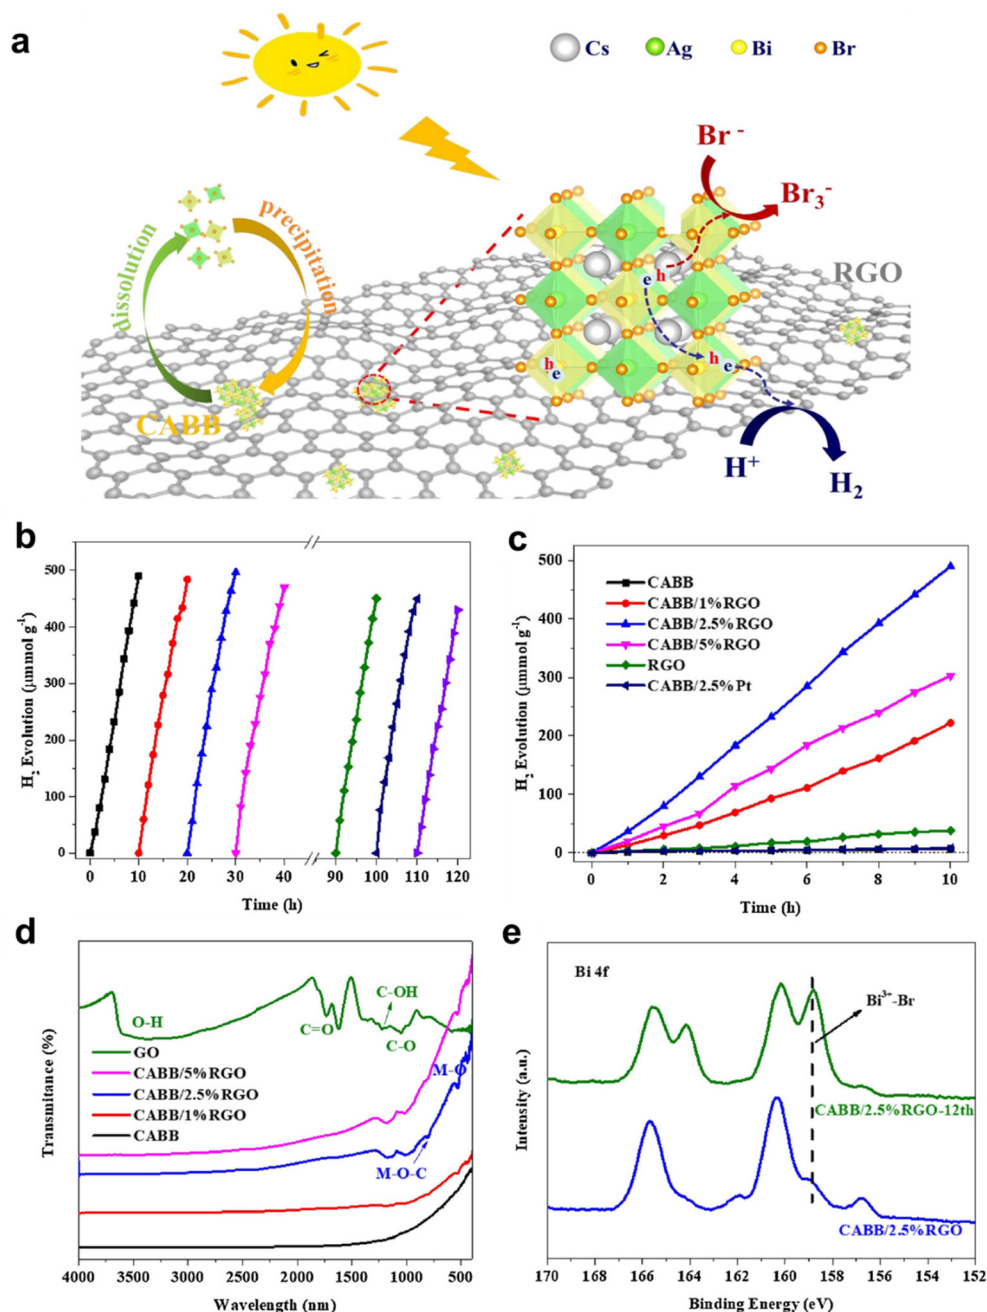 a
Cs Ag Bi Br
Br -
Br3-
dissolution
precipitation
RGO
h
e
h
e
h
e
CABB
H+
H2
b
H2 Evolution (μmmol g-1)
500
400
300
200
100
0
0 10 20 30 40 90 100 110 120
Time (h)
c
H2 Evolution (μmmol g-1)
500
400
300
200
100
0
CABB
CABB/1%RGO
CABB/2.5%RGO
CABB/5%RGO
RGO
CABB/2.5%Pt
0 2 4 6 8 10
Time (h)
d
Transmitance (%)
O-H
C=O
C-OH
C-O
GO
CABB/5%RGO
CABB/2.5%RGO
CABB/1%RGO
CABB
M-O
M-O-C
4000 3500 3000 2500 2000 1500 1000 500
Wavelength (nm)
e
Intensity (a.u.)
Bi 4f
Bi3+-Br
CABB/2.5%RGO-12th
CABB/2.5%RGO
170 168 166 164 162 160 158 156 154 152
Binding Energy (eV)